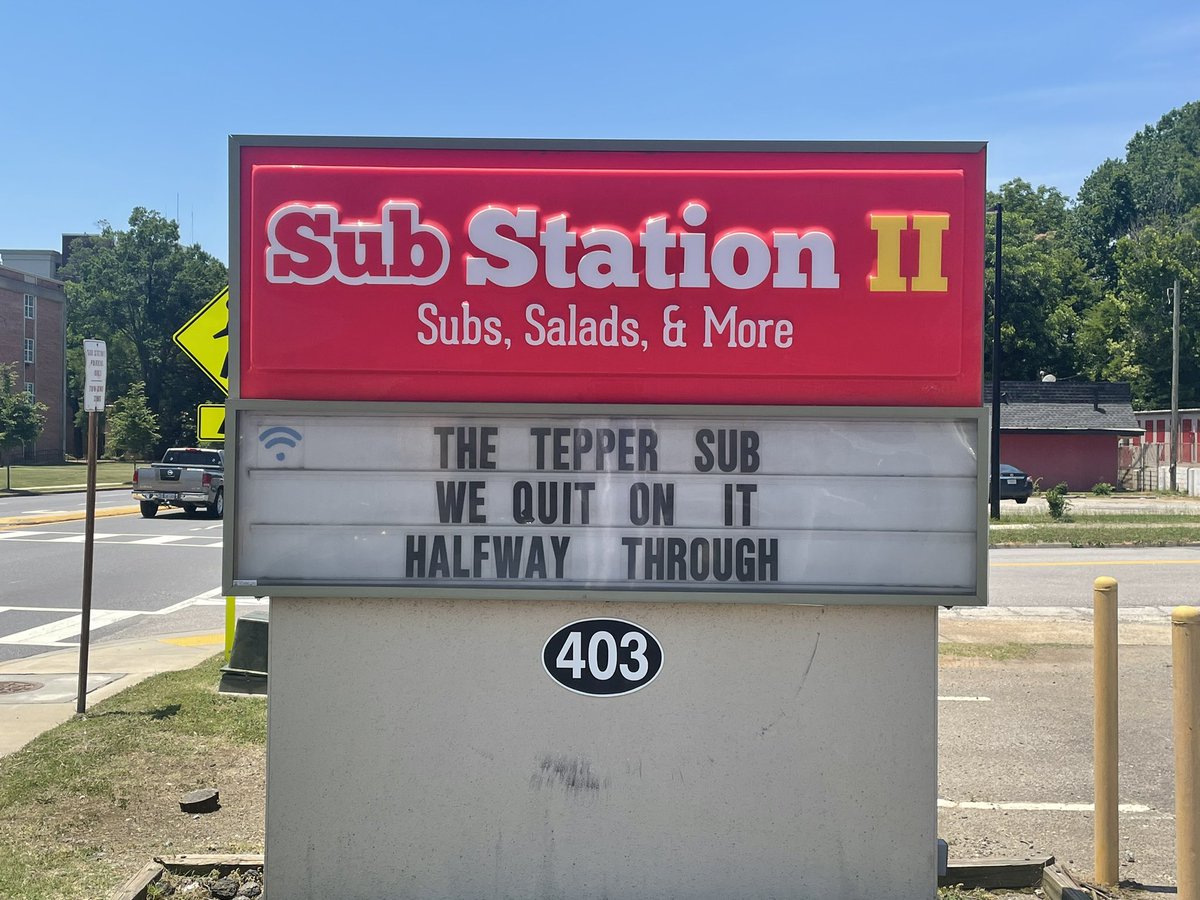 Sub Station II
Subs, Salads, & More
THE TEPPER SUB
WE QUIT ON IT
HALFWAY THROUGH
403